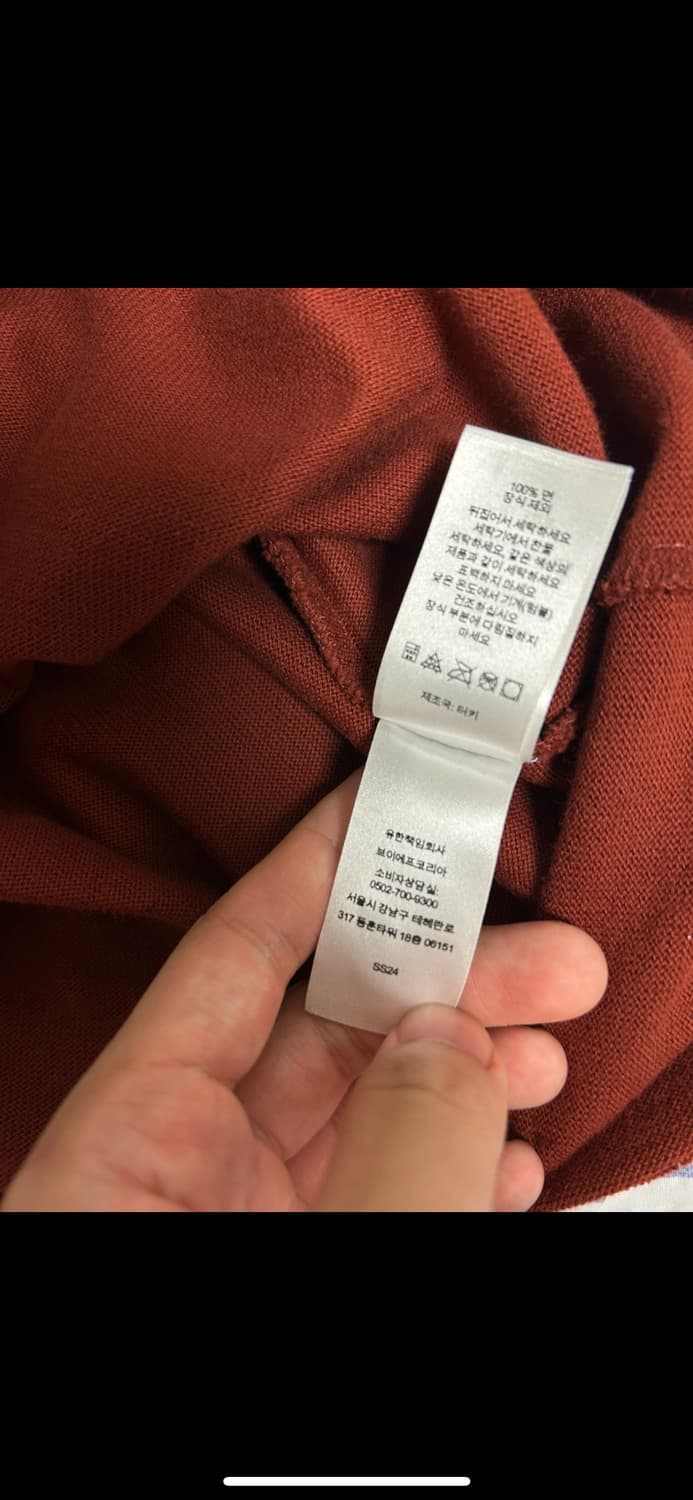 100% 면
장식 제외
뒤집어서 세탁하세요
세탁기에서 찬물
세탁하세요, 같은 색상의
제품과 같이 세탁하세요
표백하지 마세요
낮은 온도에서 기계(텀블)
건조하십시오
장식 부분에 다림질하지
마세요
제조국: 터키
유한책임회사
브이에프코리아
소비자상담실:
0502-700-9300
서울시 강남구 테헤란로
317 동훈타워 18층 06151
SS24